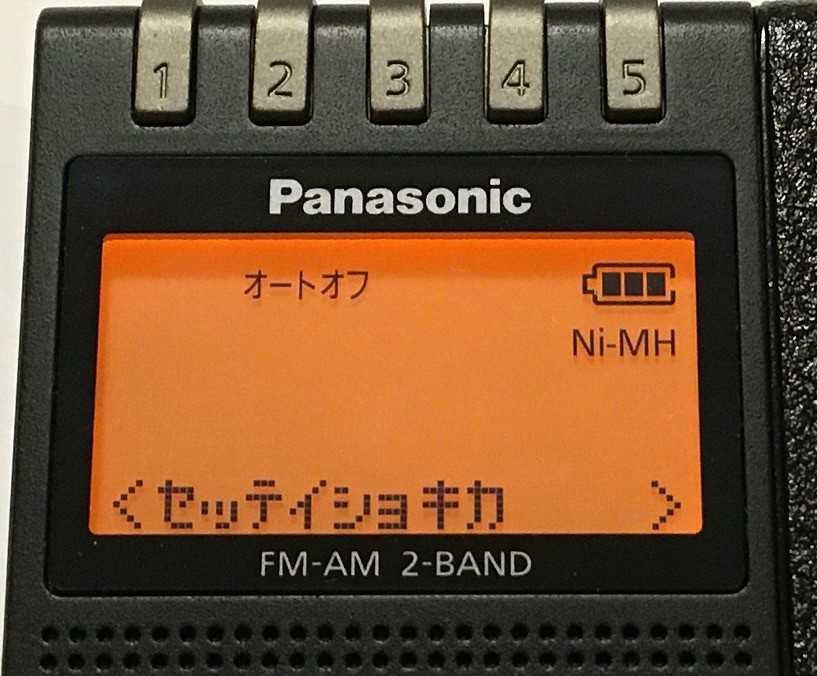 1 2 3 4 5
Panasonic
オートオフ
Ni-MH
<セッテイショキカ >
FM-AM 2-BAND